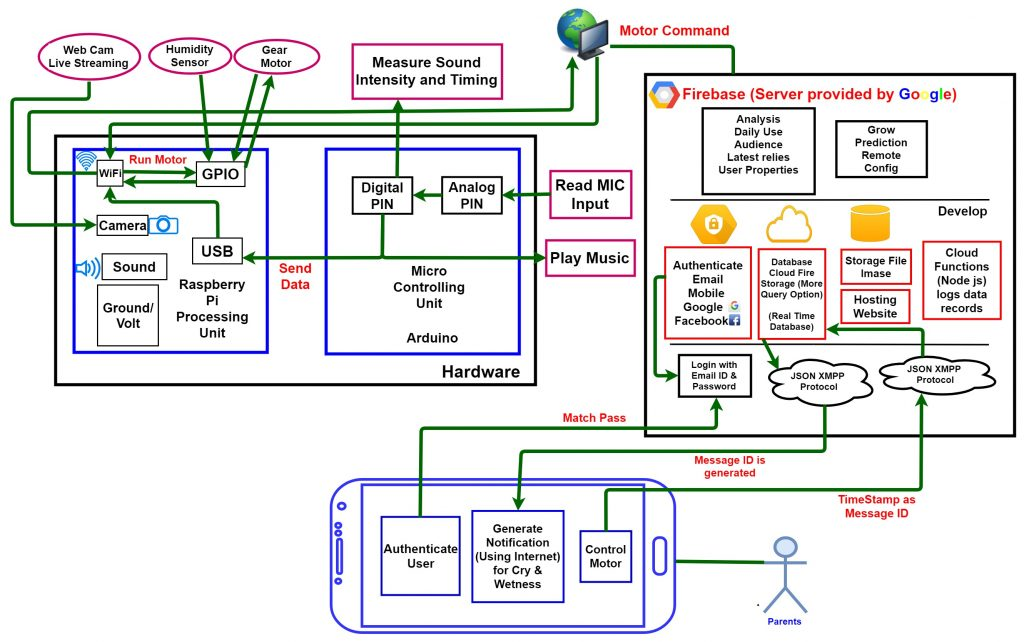 Web Cam
Live Streaming
Humidity
Sensor
Gear
Motor
Measure Sound
Intensity and Timing
Motor Command
Firebase (Server provided by Google)
Analysis
Daily Use
Audience
Latest relies
User Properties
Grow
Prediction
Remote
Config
Develop
WiFi
Run Motor
GPIO
Camera
USB
Sound
Ground/
Volt
Raspberry
Pi
Processing
Unit
Send
Data
Digital
PIN
Analog
PIN
Read MIC
Input
Play Music
Micro
Controlling
Unit
Arduino
Hardware
Authenticate
Email
Mobile
Google
Facebook
Database
Cloud Fire
Storage (More
Query Option)
(Real Time
Database)
Storage File
Imase
Hosting
Website
Cloud
Functions
(Node js)
logs data
records
Login with
Email ID &
Password
JSON XMPP
Protocol
JSON XMPP
Protocol
Match Pass
Message ID is
generated
TimeStamp as
Message ID
Authenticate
User
Generate
Notification
(Using Internet)
for Cry &
Wetness
Control
Motor
Parents